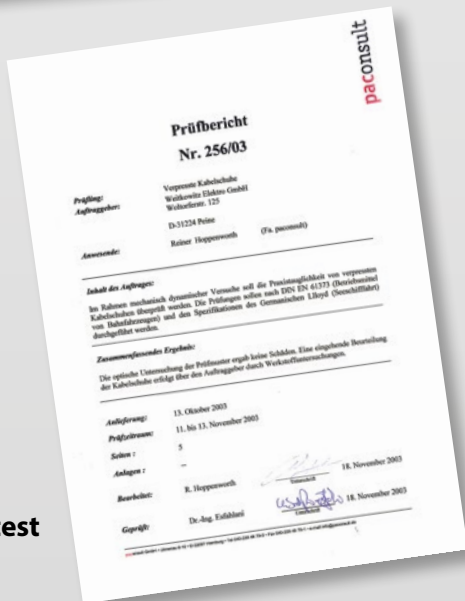 paconsult
Prüfbericht
Nr. 256/03
Prüfling: Verpresste Kabelschuhe
Auftraggeber: Weitkowitz Elektro GmbH
Weltorferstr. 125
D-31224 Peine
Anwesende: Reiner Hoppenworth (Fa. paconsult)
Inhalt des Auftrages:
Im Rahmen mechanisch dynamischer Versuche soll die Praxistauglichkeit von verpressten
Kabelschuhen überprüft werden. Die Prüfungen sollen nach DIN EN 61373 (Betriebsmittel
von Bahnfahrzeugen) und den Spezifikationen des Germanischen Lloyd (Seeschifffahrt)
durchgeführt werden.
Zusammenfassendes Ergebnis:
Die optische Untersuchung der Prüfmuster ergab keine Schäden. Eine eingehende Beurteilung
der Kabelschuhe erfolgt über den Auftraggeber durch Werkstoffuntersuchungen.
Anlieferung: 13. Oktober 2003
Prüfzeitraum: 11. bis 13. November 2003
Seiten : 5
Anlagen : --
Bearbeitet: R. Hoppenworth 18. November 2003
Unterschrift
Geprüft: Dr.-Ing. Esfahlani 18. November 2003
Unterschrift
test